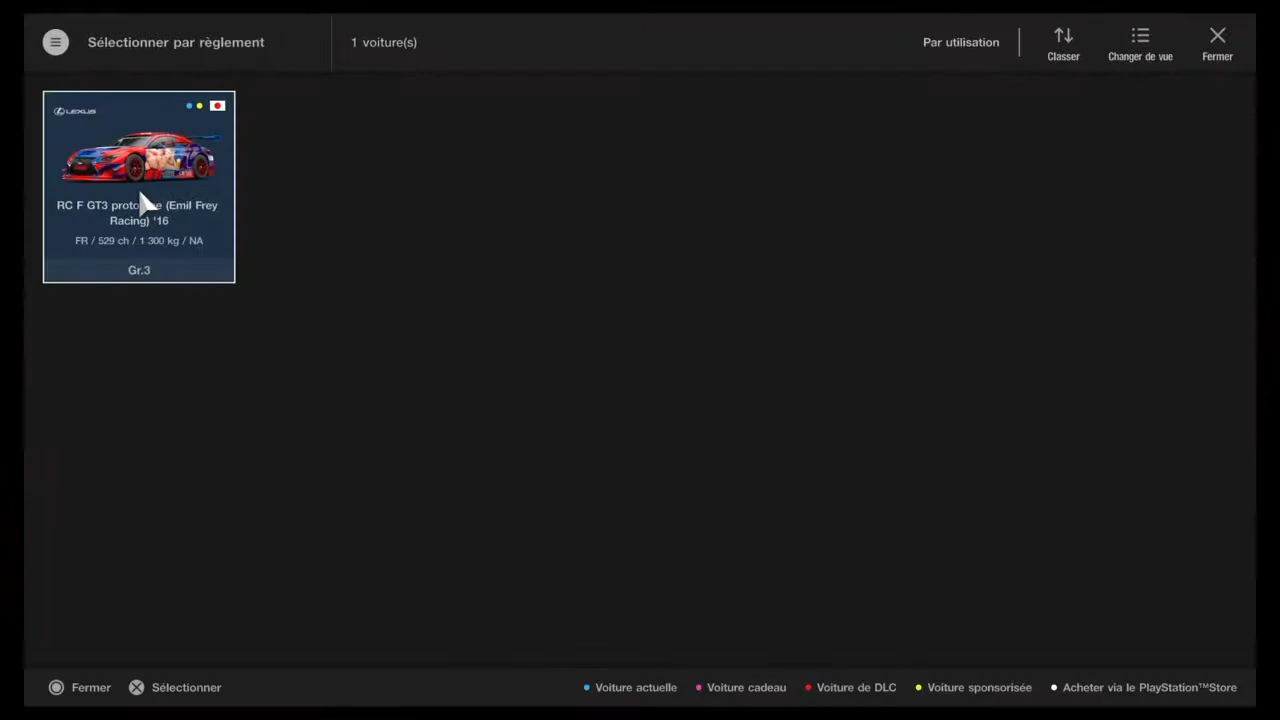 Sélectionner par règlement
1 voiture(s)
Par utilisation
Classer
Changer de vue
Fermer
LEXUS
RC F GT3 (Emil Frey
Racing) '16
FR / 529 ch / 1 300 kg / NA
Gr.3
Fermer
Sélectionner
Voiture actuelle
Voiture cadeau
Voiture de DLC
Voiture sponsorisée
Acheter via le PlayStation™Store